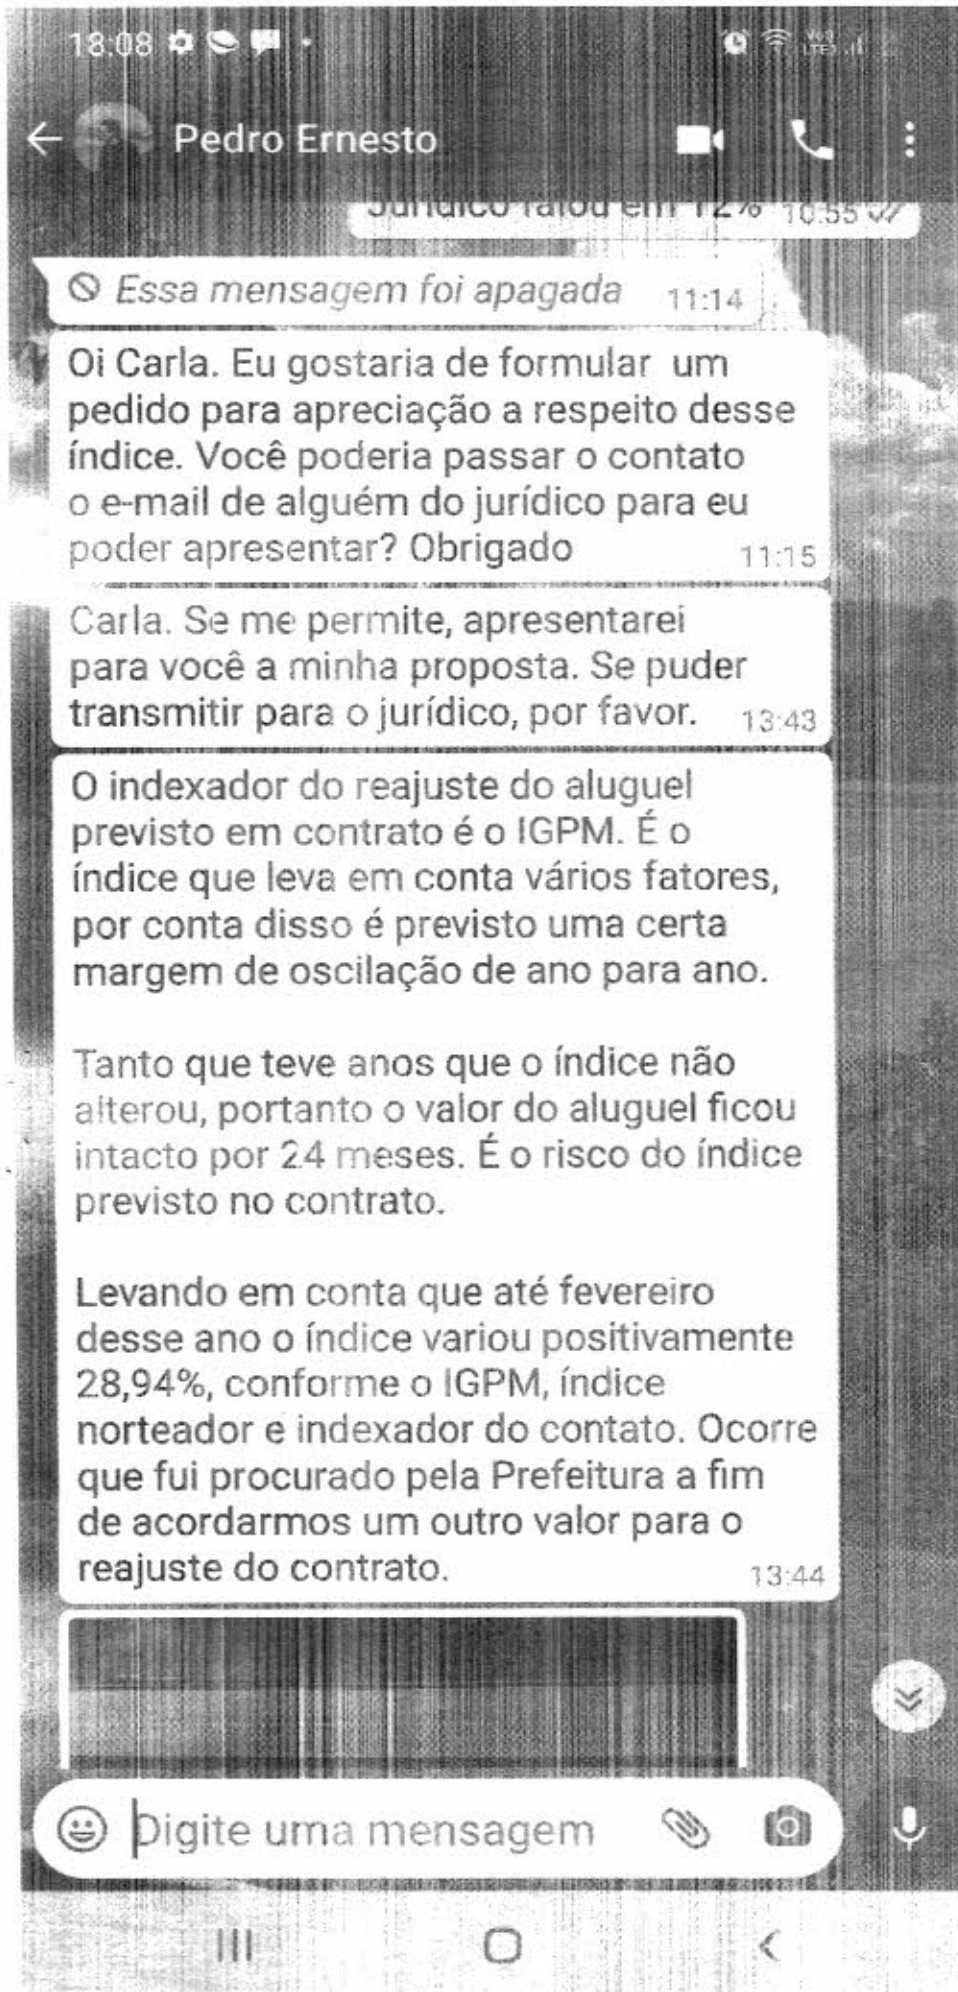 18:08
Pedro Ernesto
Jurídico falou em 12% 10:55
Essa mensagem foi apagada 11:14
Oi Carla. Eu gostaria de formular um
pedido para apreciação a respeito desse
índice. Você poderia passar o contato
o e-mail de alguém do jurídico para eu
poder apresentar? Obrigado 11:15
Carla. Se me permite, apresentarei
para você a minha proposta. Se puder
transmitir para o jurídico, por favor. 13:43
O indexador do reajuste do aluguel
previsto em contrato é o IGPM. É o
índice que leva em conta vários fatores,
por conta disso é previsto uma certa
margem de oscilação de ano para ano.
Tanto que teve anos que o índice não
alterou, portanto o valor do aluguel ficou
intacto por 24 meses. É o risco do índice
previsto no contrato.
Levando em conta que até fevereiro
desse ano o índice variou positivamente
28,94%, conforme o IGPM, índice
norteador e indexador do contato. Ocorre
que fui procurado pela Prefeitura a fim
de acordarmos um outro valor para o
reajuste do contrato. 13:44
Digite uma mensagem